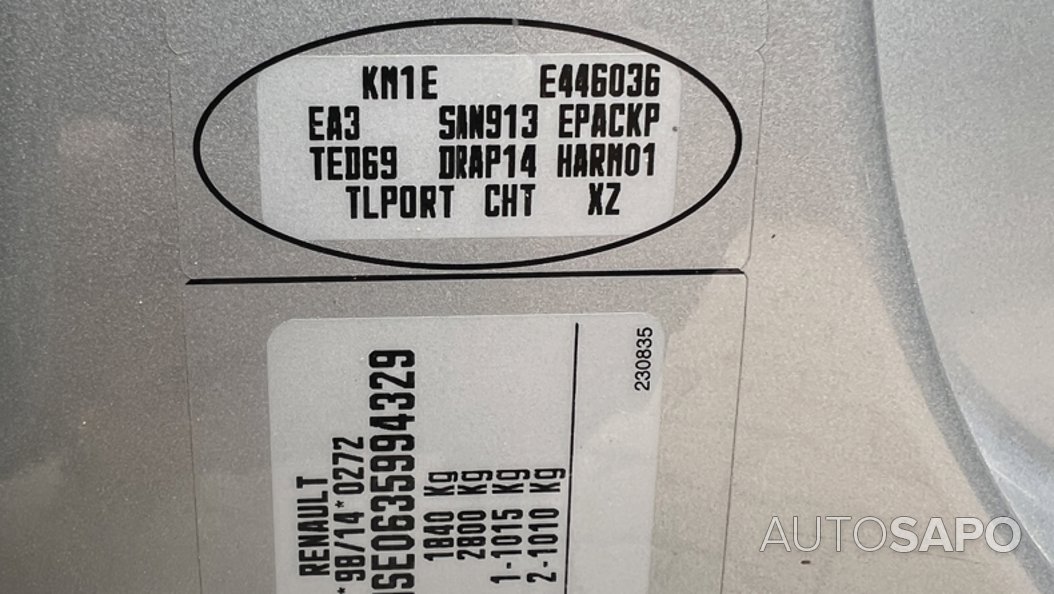 KM1E E446036
EA3 SAN913 EPACKP
TED69 DRAP14 HARM01
TLPORT CHT XZ
RENAULT
*98/14*0272
SE0635994329
1840 Kg
2800 Kg
1-1015 Kg
2-1010 Kg
230835
AUTOSAPO